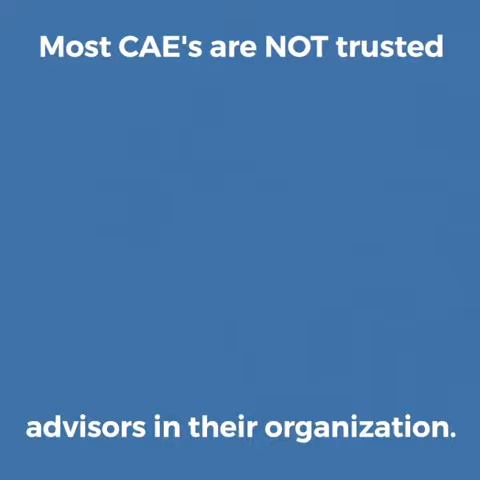 Most CAE's are NOT trusted
advisors in their organization.